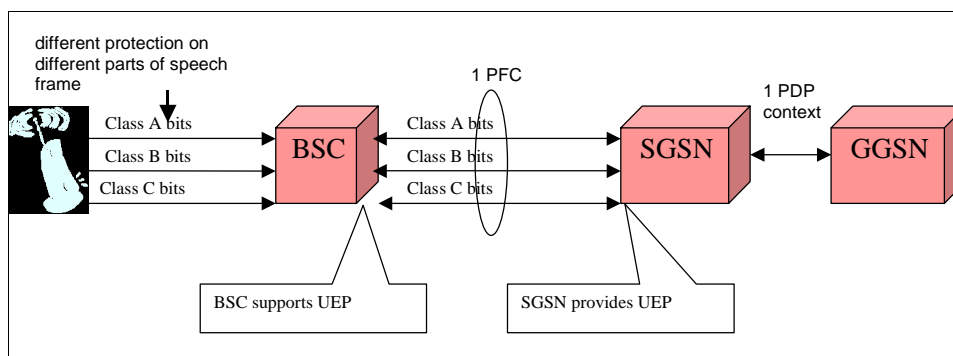 different protection on
different parts of speech
frame
1 PFC
1 PDP
context
Class A bits
Class B bits
Class C bits
BSC
Class A bits
Class B bits
Class C bits
SGSN
GGSN
BSC supports UEP
SGSN provides UEP